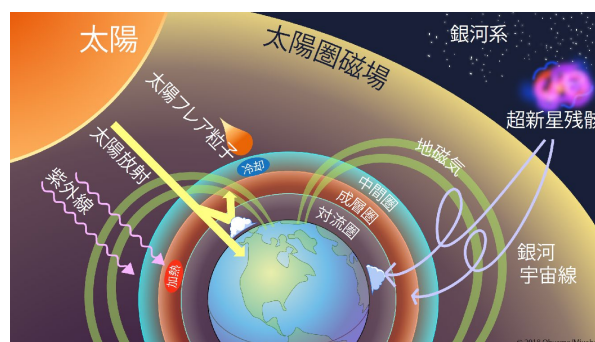 太陽
太陽圏磁場
銀河系
超新星残骸
太陽フレア粒子
太陽放射
紫外線
冷却
地磁気
中間圏
成層圏
対流圏
加熱
銀河
宇宙線